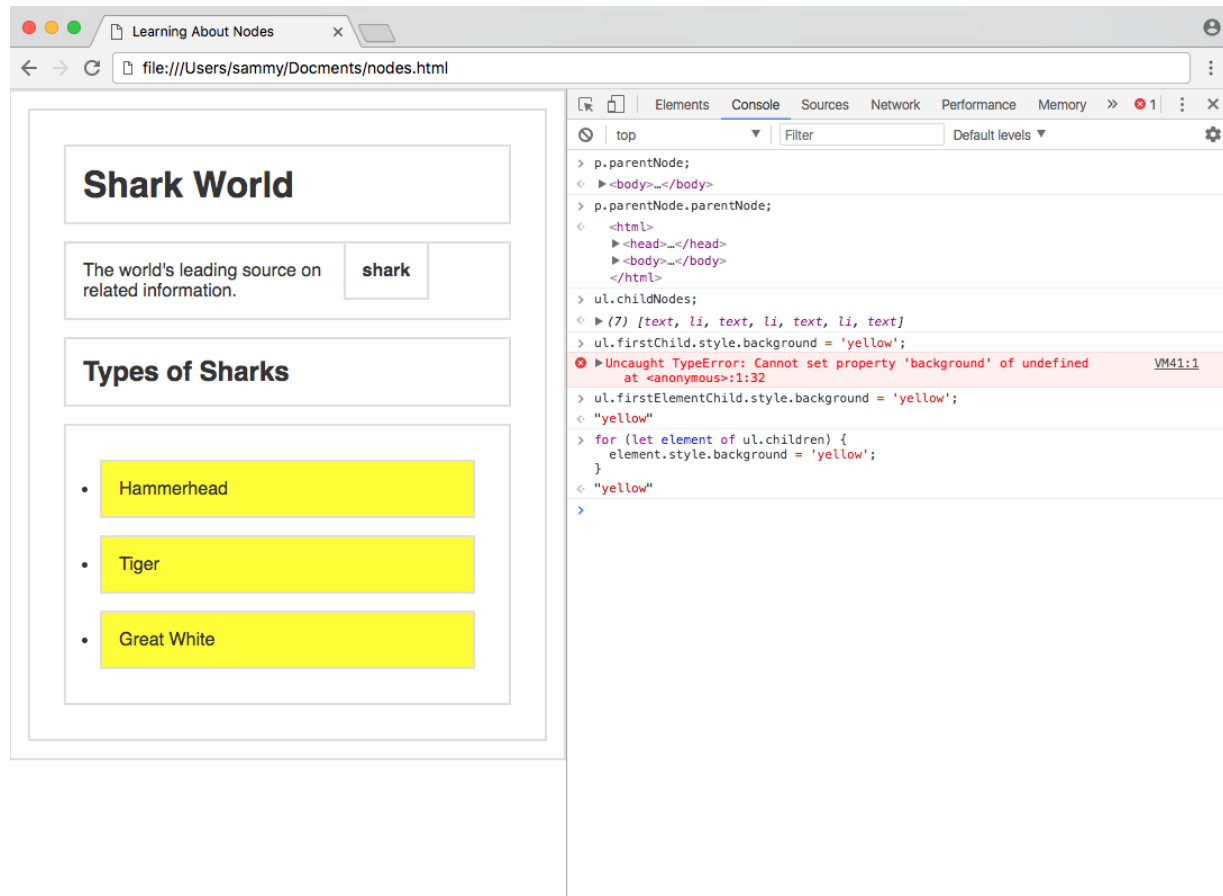 Learning About Nodes
file:///Users/sammy/Docments/nodes.html
Shark World
The world's leading source on shark
related information.
Types of Sharks
• Hammerhead
• Tiger
• Great White
Elements Console Sources Network Performance Memory » 1
top Filter Default levels
> p.parentNode;
<body>…</body>
> p.parentNode.parentNode;
<html>
<head>…</head>
<body>…</body>
</html>
> ul.childNodes;
(7) [text, li, text, li, text, li, text]
> ul.firstChild.style.background = 'yellow';
Uncaught TypeError: Cannot set property 'background' of undefined VM41:1
at <anonymous>:1:32
> ul.firstElementChild.style.background = 'yellow';
"yellow"
> for (let element of ul.children) {
element.style.background = 'yellow';
}
"yellow"
>